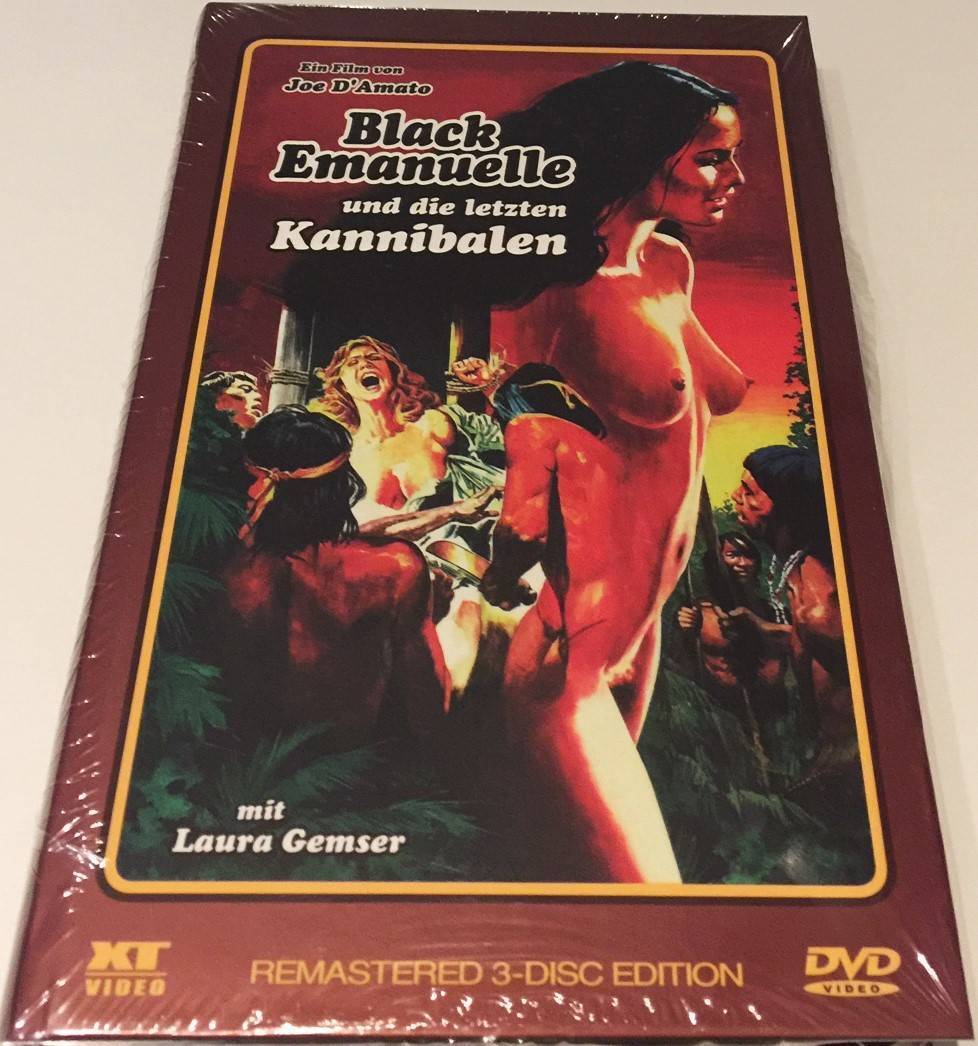 Ein Film von
Joe D'Amato
Black
Emanuelle
und die letzten
Kannibalen
mit
Laura Gemser
XT
VIDEO
REMASTERED 3-DISC EDITION
DVD
VIDEO